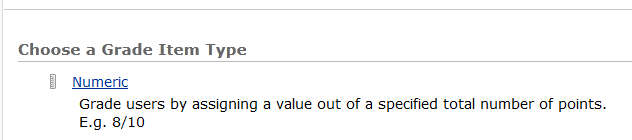 Choose a Grade Item Type
Numeric
Grade users by assigning a value out of a specified total number of points.
E.g. 8/10